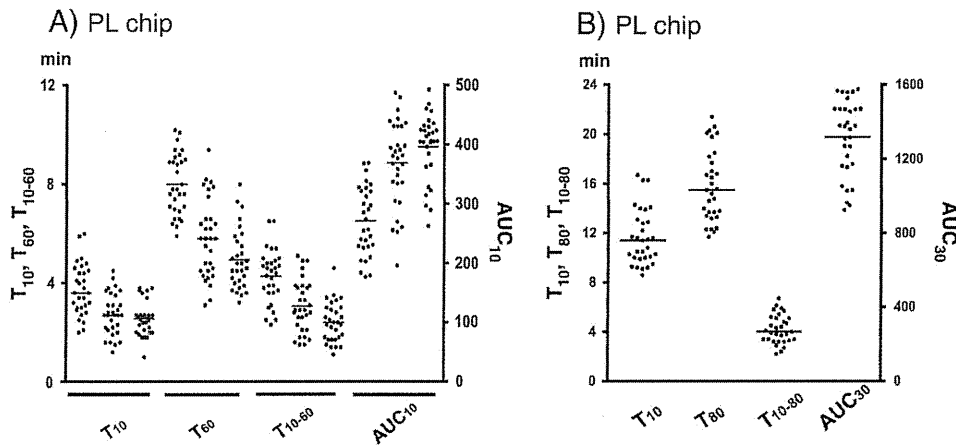 A) PL chip
min
12
8
4
0
T10, T60, T10-60
500
400
300
200
100
0
AUC10
T10
T60
T10-60
AUC10
B) PL chip
min
24
20
16
12
8
4
0
T10, T80, T10-80
1600
1200
800
400
0
AUC30
T10
T80
T10-80
AUC30